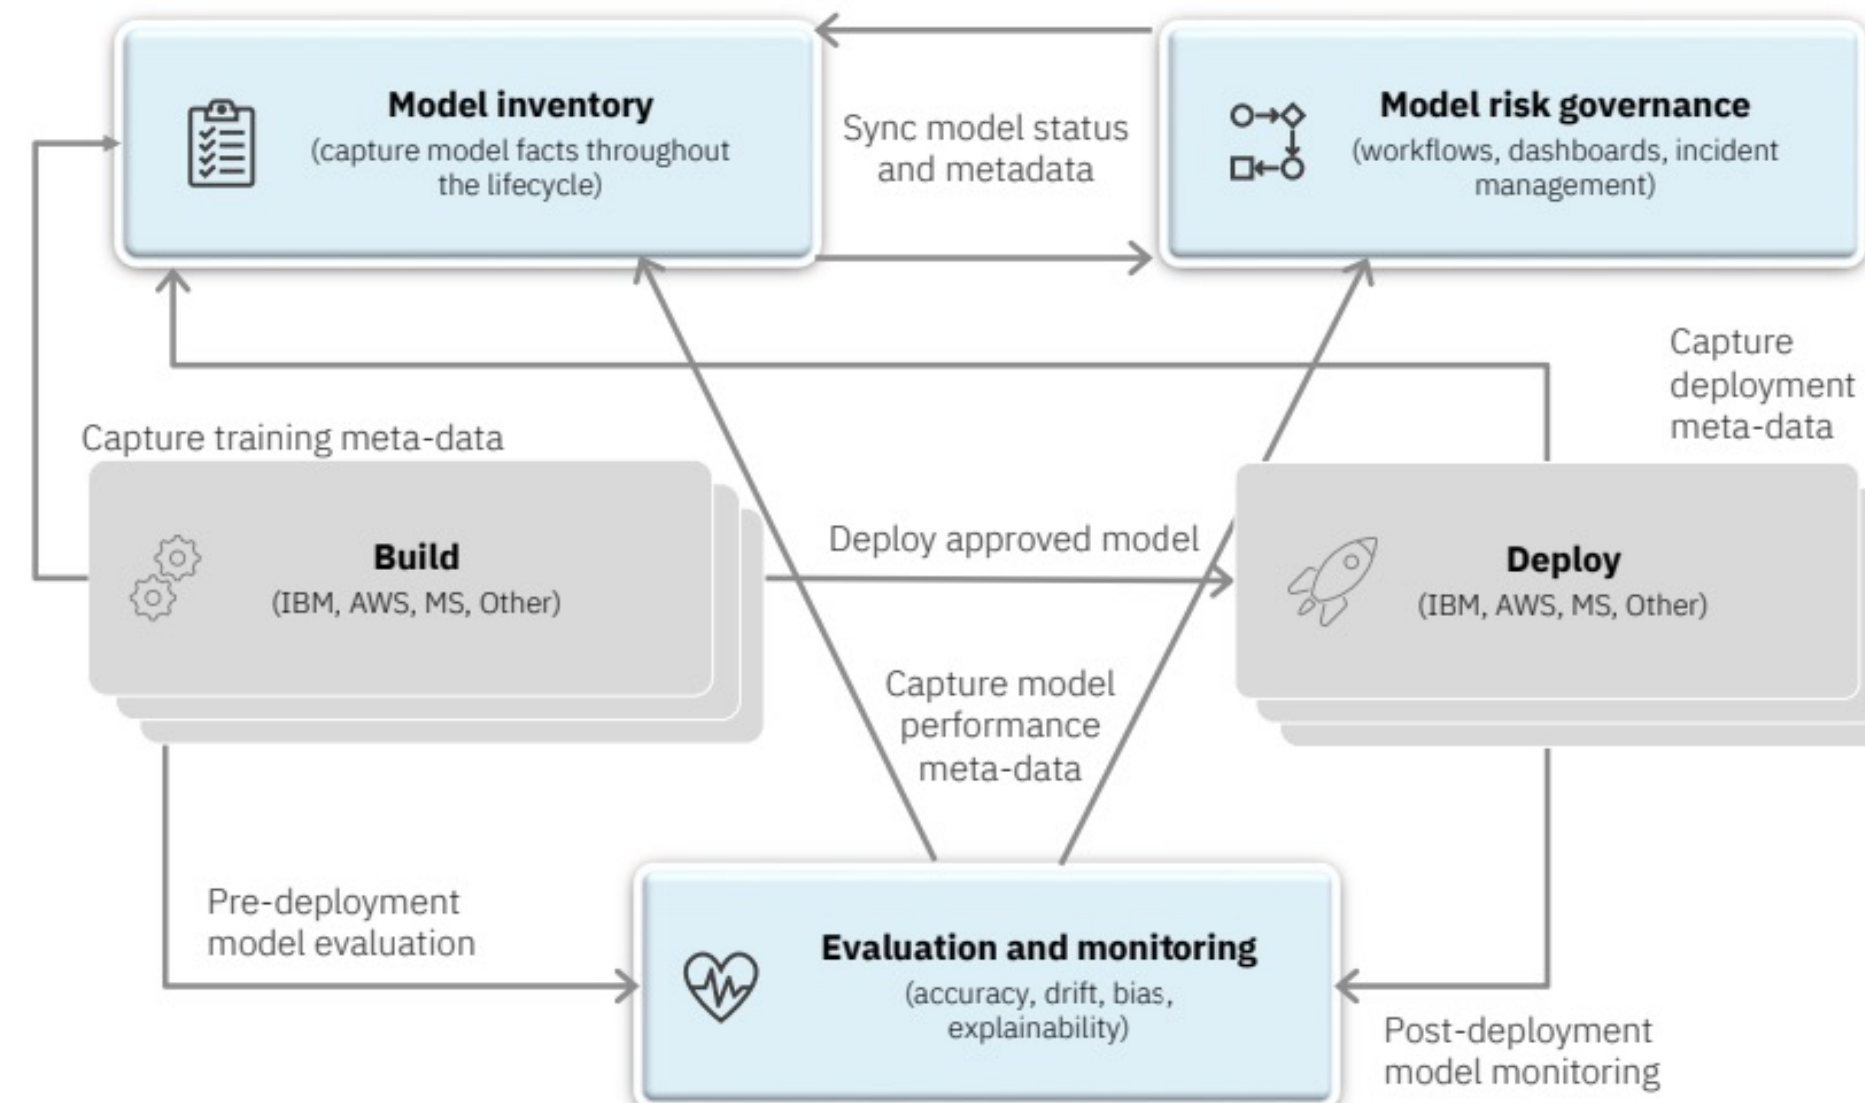 Model inventory
(capture model facts throughout
the lifecycle)
Sync model status
and metadata
Model risk governance
(workflows, dashboards, incident
management)
Capture
deployment
meta-data
Capture training meta-data
Build
(IBM, AWS, MS, Other)
Deploy approved model
Deploy
(IBM, AWS, MS, Other)
Capture model
performance
meta-data
Pre-deployment
model evaluation
Evaluation and monitoring
(accuracy, drift, bias,
explainability)
Post-deployment
model monitoring